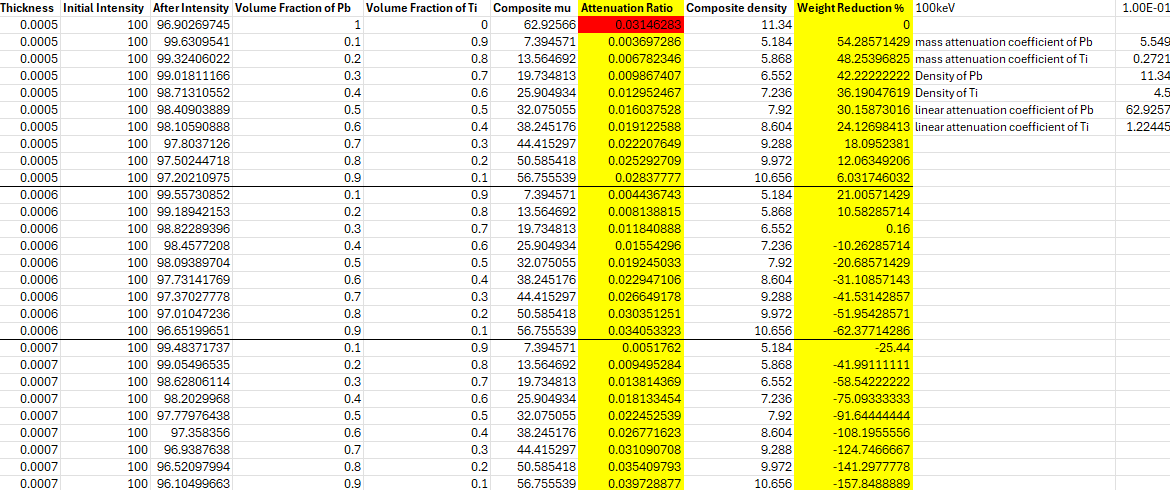 Thickness Initial Intensity After Intensity Volume Fraction of Pb Volume Fraction of Ti Composite mu Attenuation Ratio Composite density Weight Reduction % 100keV 1.00E-01
0.0005 100 96.90269745 1 0 62.92566 0.03146283 11.34 0
0.0005 100 99.6309541 0.1 0.9 7.394571 0.003697286 5.184 54.28571429 mass attenuation coefficient of Pb 5.549
0.0005 100 99.32406022 0.2 0.8 13.564692 0.006782346 5.868 48.25396825 mass attenuation coefficient of Ti 0.2721
0.0005 100 99.01811166 0.3 0.7 19.734813 0.009867407 6.552 42.22222222 Density of Pb 11.34
0.0005 100 98.71310552 0.4 0.6 25.904934 0.012952467 7.236 36.19047619 Density of Ti 4.5
0.0005 100 98.40903889 0.5 0.5 32.075055 0.016037528 7.92 30.15873016 linear attenuation coefficient of Pb 62.9257
0.0005 100 98.10590888 0.6 0.4 38.245176 0.019122588 8.604 24.12698413 linear attenuation coefficient of Ti 1.22445
0.0005 100 97.8037126 0.7 0.3 44.415297 0.022207649 9.288 18.0952381
0.0005 100 97.50244718 0.8 0.2 50.585418 0.025292709 9.972 12.06349206
0.0005 100 97.20210975 0.9 0.1 56.755539 0.02837777 10.656 6.031746032
0.0006 100 99.55730852 0.1 0.9 7.394571 0.004436743 5.184 21.00571429
0.0006 100 99.18942153 0.2 0.8 13.564692 0.008138815 5.868 10.58285714
0.0006 100 98.82289396 0.3 0.7 19.734813 0.011840888 6.552 0.16
0.0006 100 98.4577208 0.4 0.6 25.904934 0.01554296 7.236 -10.26285714
0.0006 100 98.09389704 0.5 0.5 32.075055 0.019245033 7.92 -20.68571429
0.0006 100 97.73141769 0.6 0.4 38.245176 0.022947106 8.604 -31.10857143
0.0006 100 97.37027778 0.7 0.3 44.415297 0.026649178 9.288 -41.53142857
0.0006 100 97.01047236 0.8 0.2 50.585418 0.030351251 9.972 -51.95428571
0.0006 100 96.65199651 0.9 0.1 56.755539 0.034053323 10.656 -62.37714286
0.0007 100 99.48371737 0.1 0.9 7.394571 0.0051762 5.184 -25.44
0.0007 100 99.05496535 0.2 0.8 13.564692 0.009495284 5.868 -41.99111111
0.0007 100 98.62806114 0.3 0.7 19.734813 0.013814369 6.552 -58.54222222
0.0007 100 98.2029968 0.4 0.6 25.904934 0.018133454 7.236 -75.09333333
0.0007 100 97.77976438 0.5 0.5 32.075055 0.022452539 7.92 -91.64444444
0.0007 100 97.358356 0.6 0.4 38.245176 0.026771623 8.604 -108.1955556
0.0007 100 96.9387638 0.7 0.3 44.415297 0.031090708 9.288 -124.7466667
0.0007 100 96.52097994 0.8 0.2 50.585418 0.035409793 9.972 -141.2977778
0.0007 100 96.10499663 0.9 0.1 56.755539 0.039728877 10.656 -157.8488889